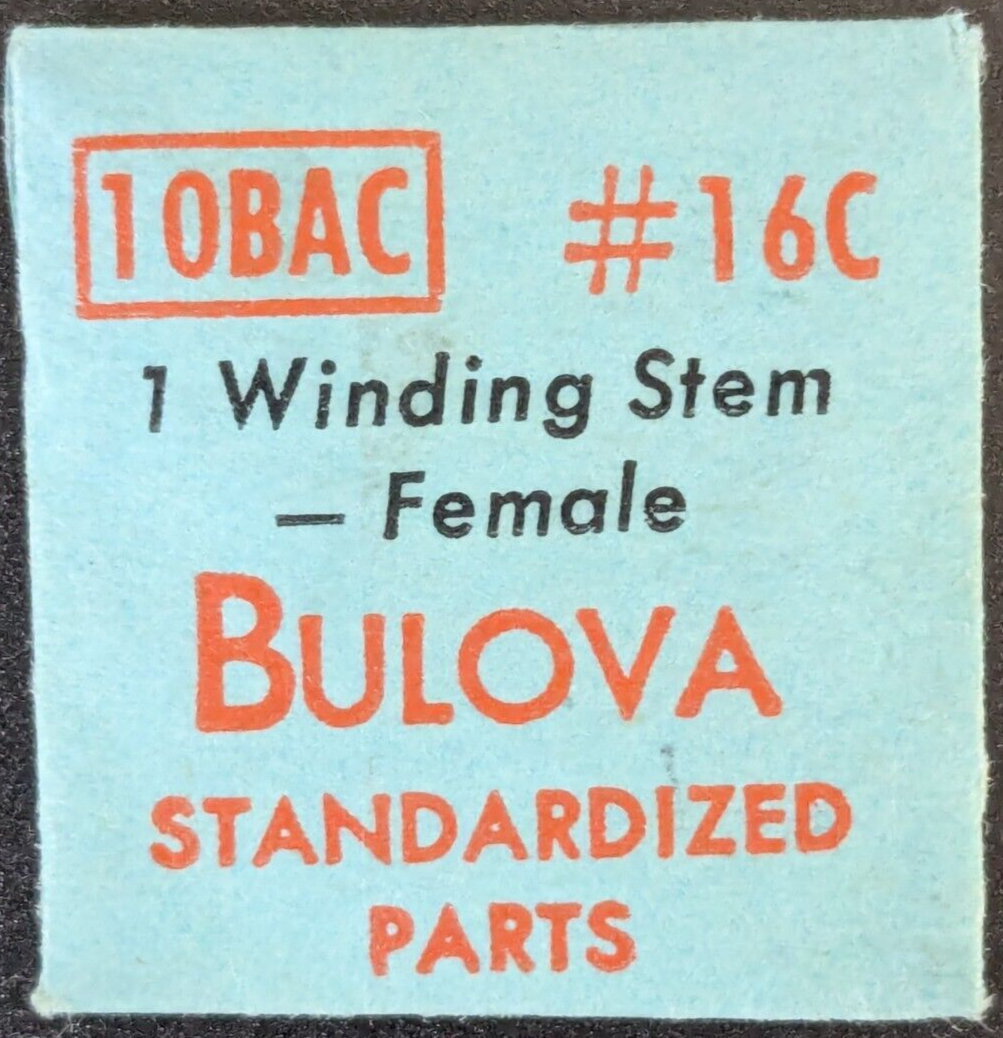 10BAC #16C
1 Winding Stem
— Female
BULOVA
STANDARDIZED
PARTS